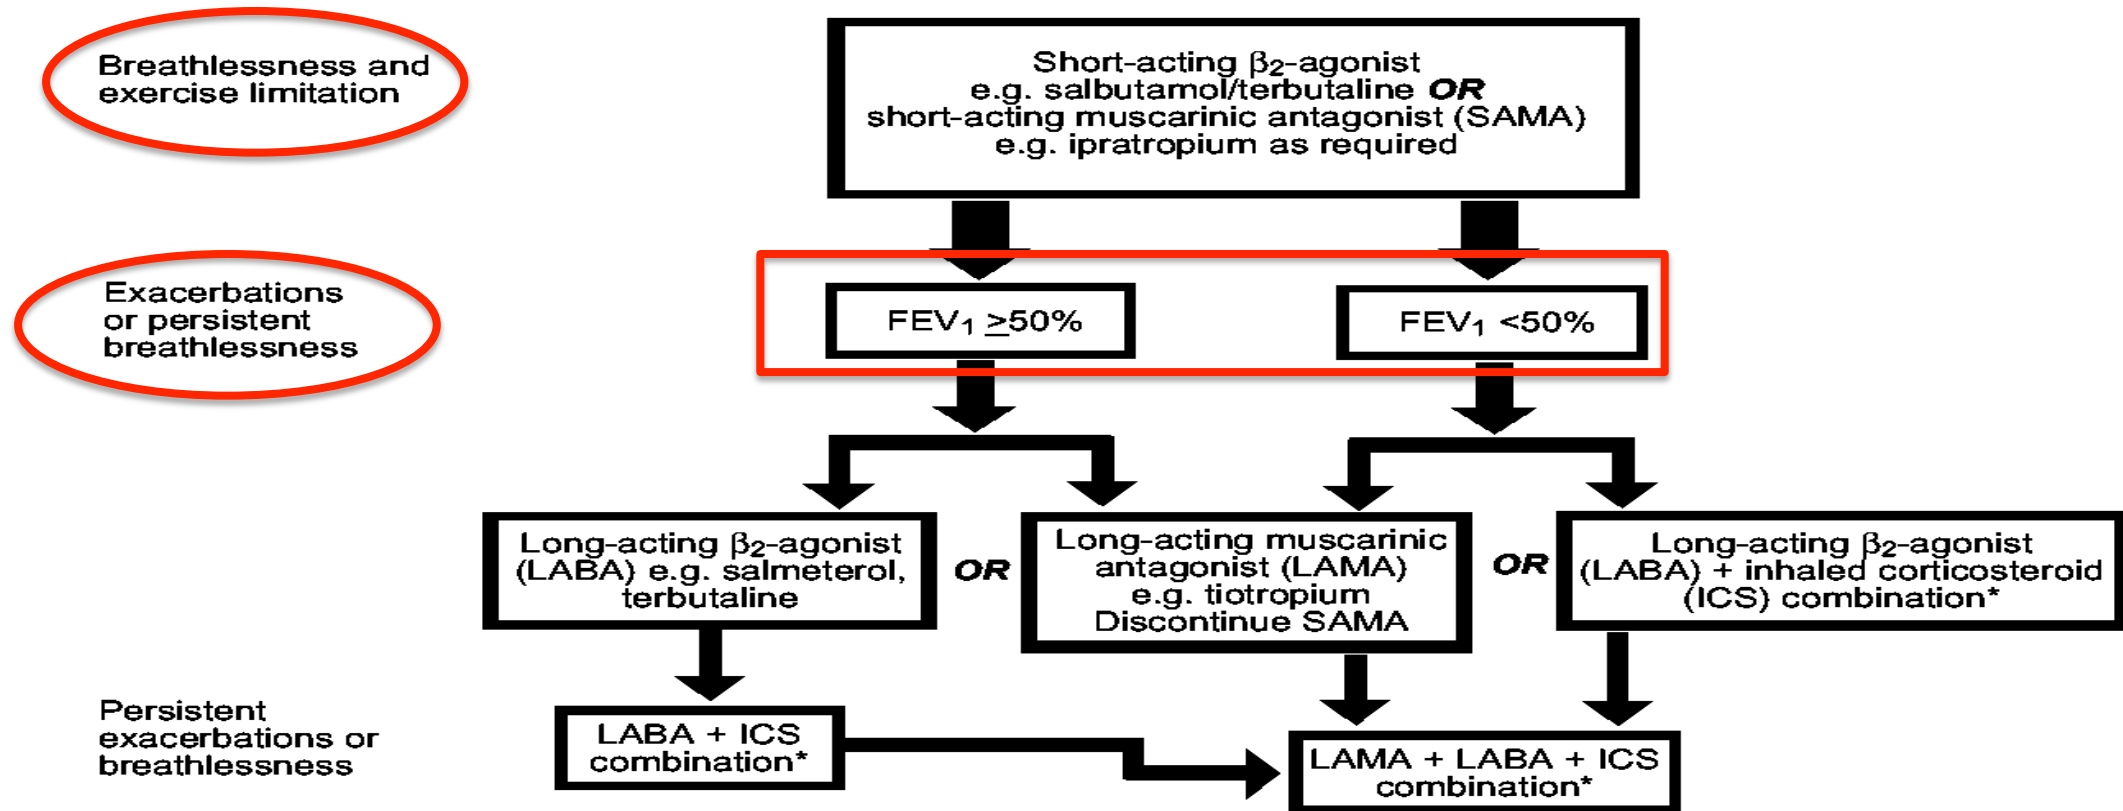 Breathlessness and
exercise limitation
Short-acting β₂-agonist
e.g. salbutamol/terbutaline OR
short-acting muscarinic antagonist (SAMA)
e.g. ipratropium as required
Exacerbations
or persistent
breathlessness
FEV₁ ≥50%
FEV₁ <50%
Long-acting β₂-agonist
(LABA) e.g. salmeterol,
terbutaline
OR
Long-acting muscarinic
antagonist (LAMA)
e.g. tiotropium
Discontinue SAMA
OR
Long-acting β₂-agonist
(LABA) + inhaled corticosteroid
(ICS) combination*
Persistent
exacerbations or
breathlessness
LABA + ICS
combination*
LAMA + LABA + ICS
combination*